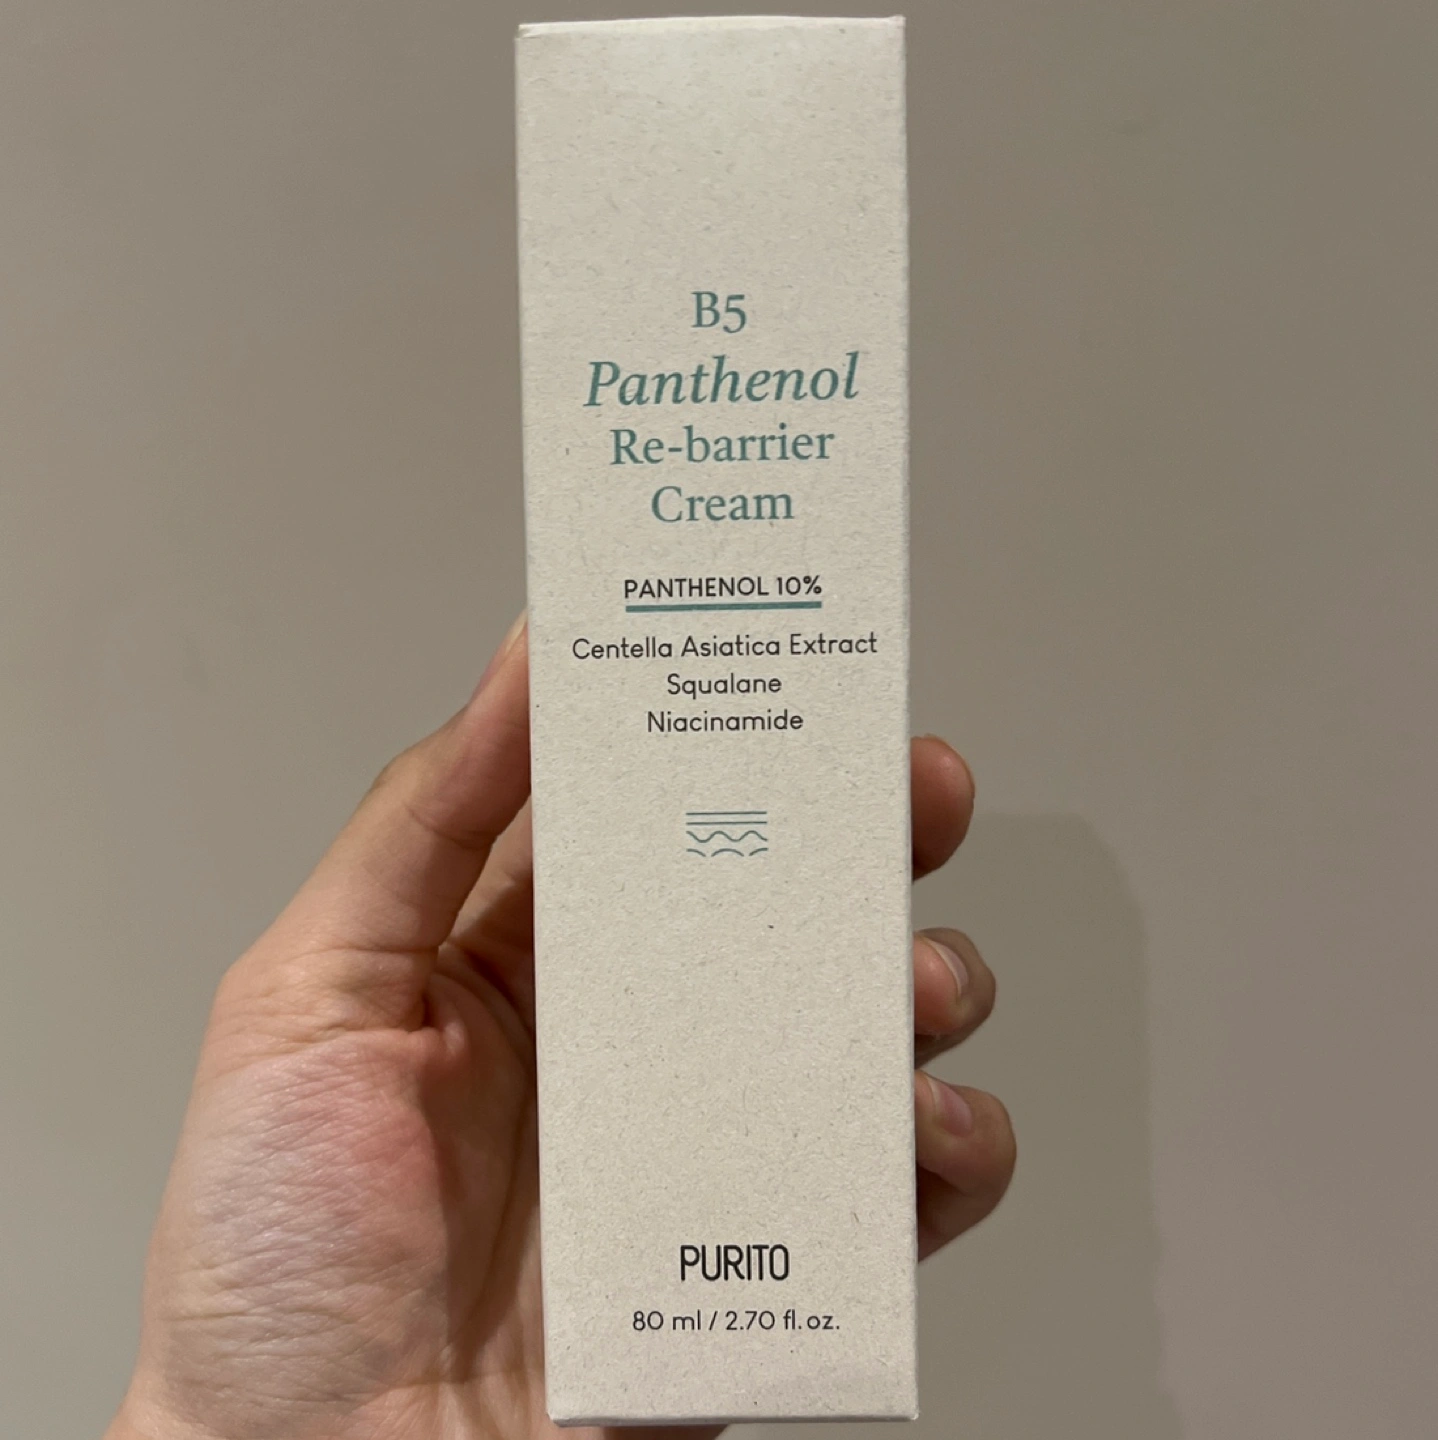 B5
Panthenol
Re-barrier
Cream
PANTHENOL 10%
Centella Asiatica Extract
Squalane
Niacinamide
PURITO
80 ml / 2.70 fl. oz.